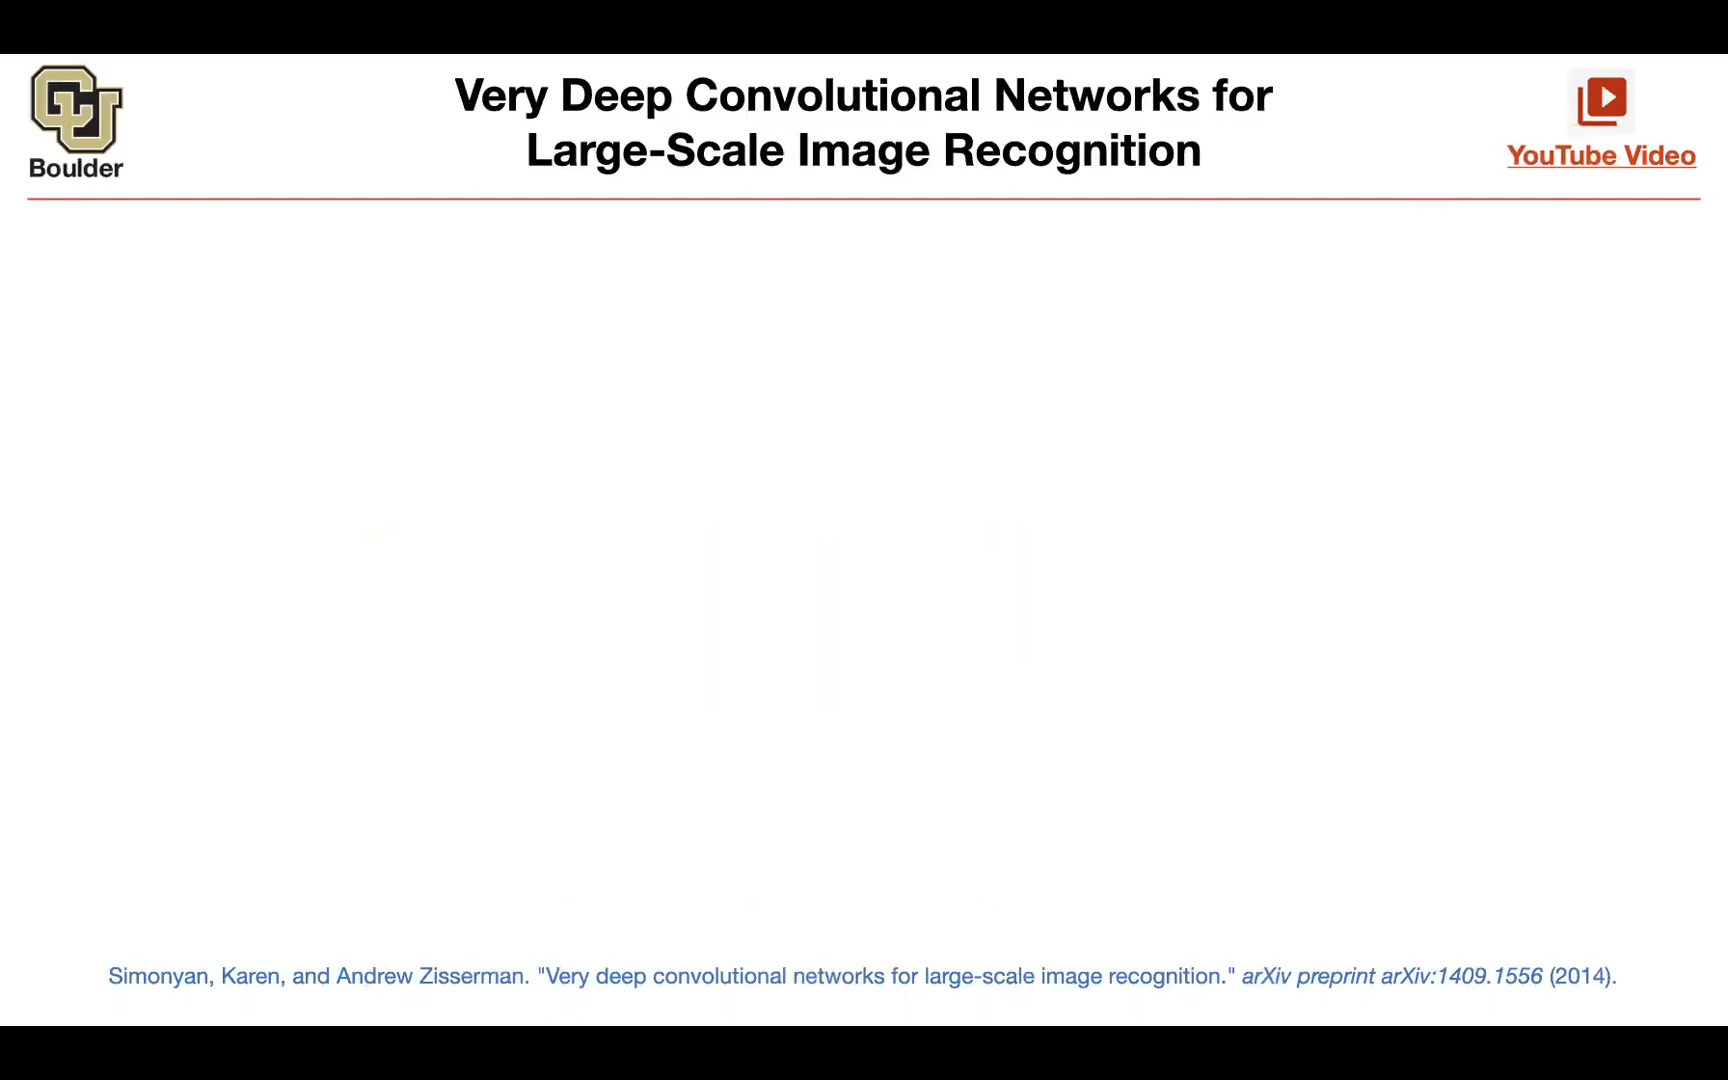 CU
Boulder
Very Deep Convolutional Networks for
Large-Scale Image Recognition
YouTube Video
Simonyan, Karen, and Andrew Zisserman. "Very deep convolutional networks for large-scale image recognition." arXiv preprint arXiv:1409.1556 (2014).